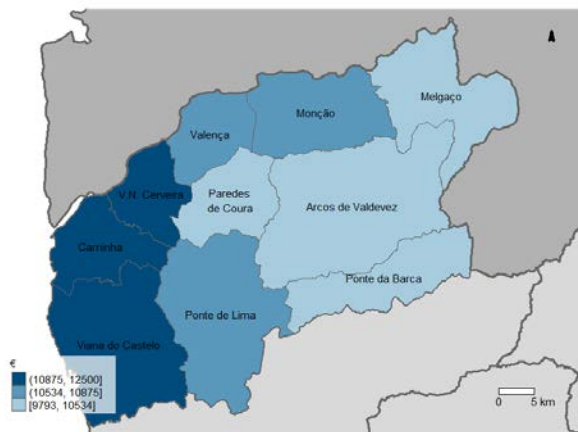 Melgaço
Monção
Valença
V.N. Cerveira
Paredes
de Coura
Arcos de Valdevez
Caminha
Ponte da Barca
Ponte de Lima
Viana do Castelo
€
(10875, 12500]
(10534, 10875]
[9793, 10534]
0 5 km